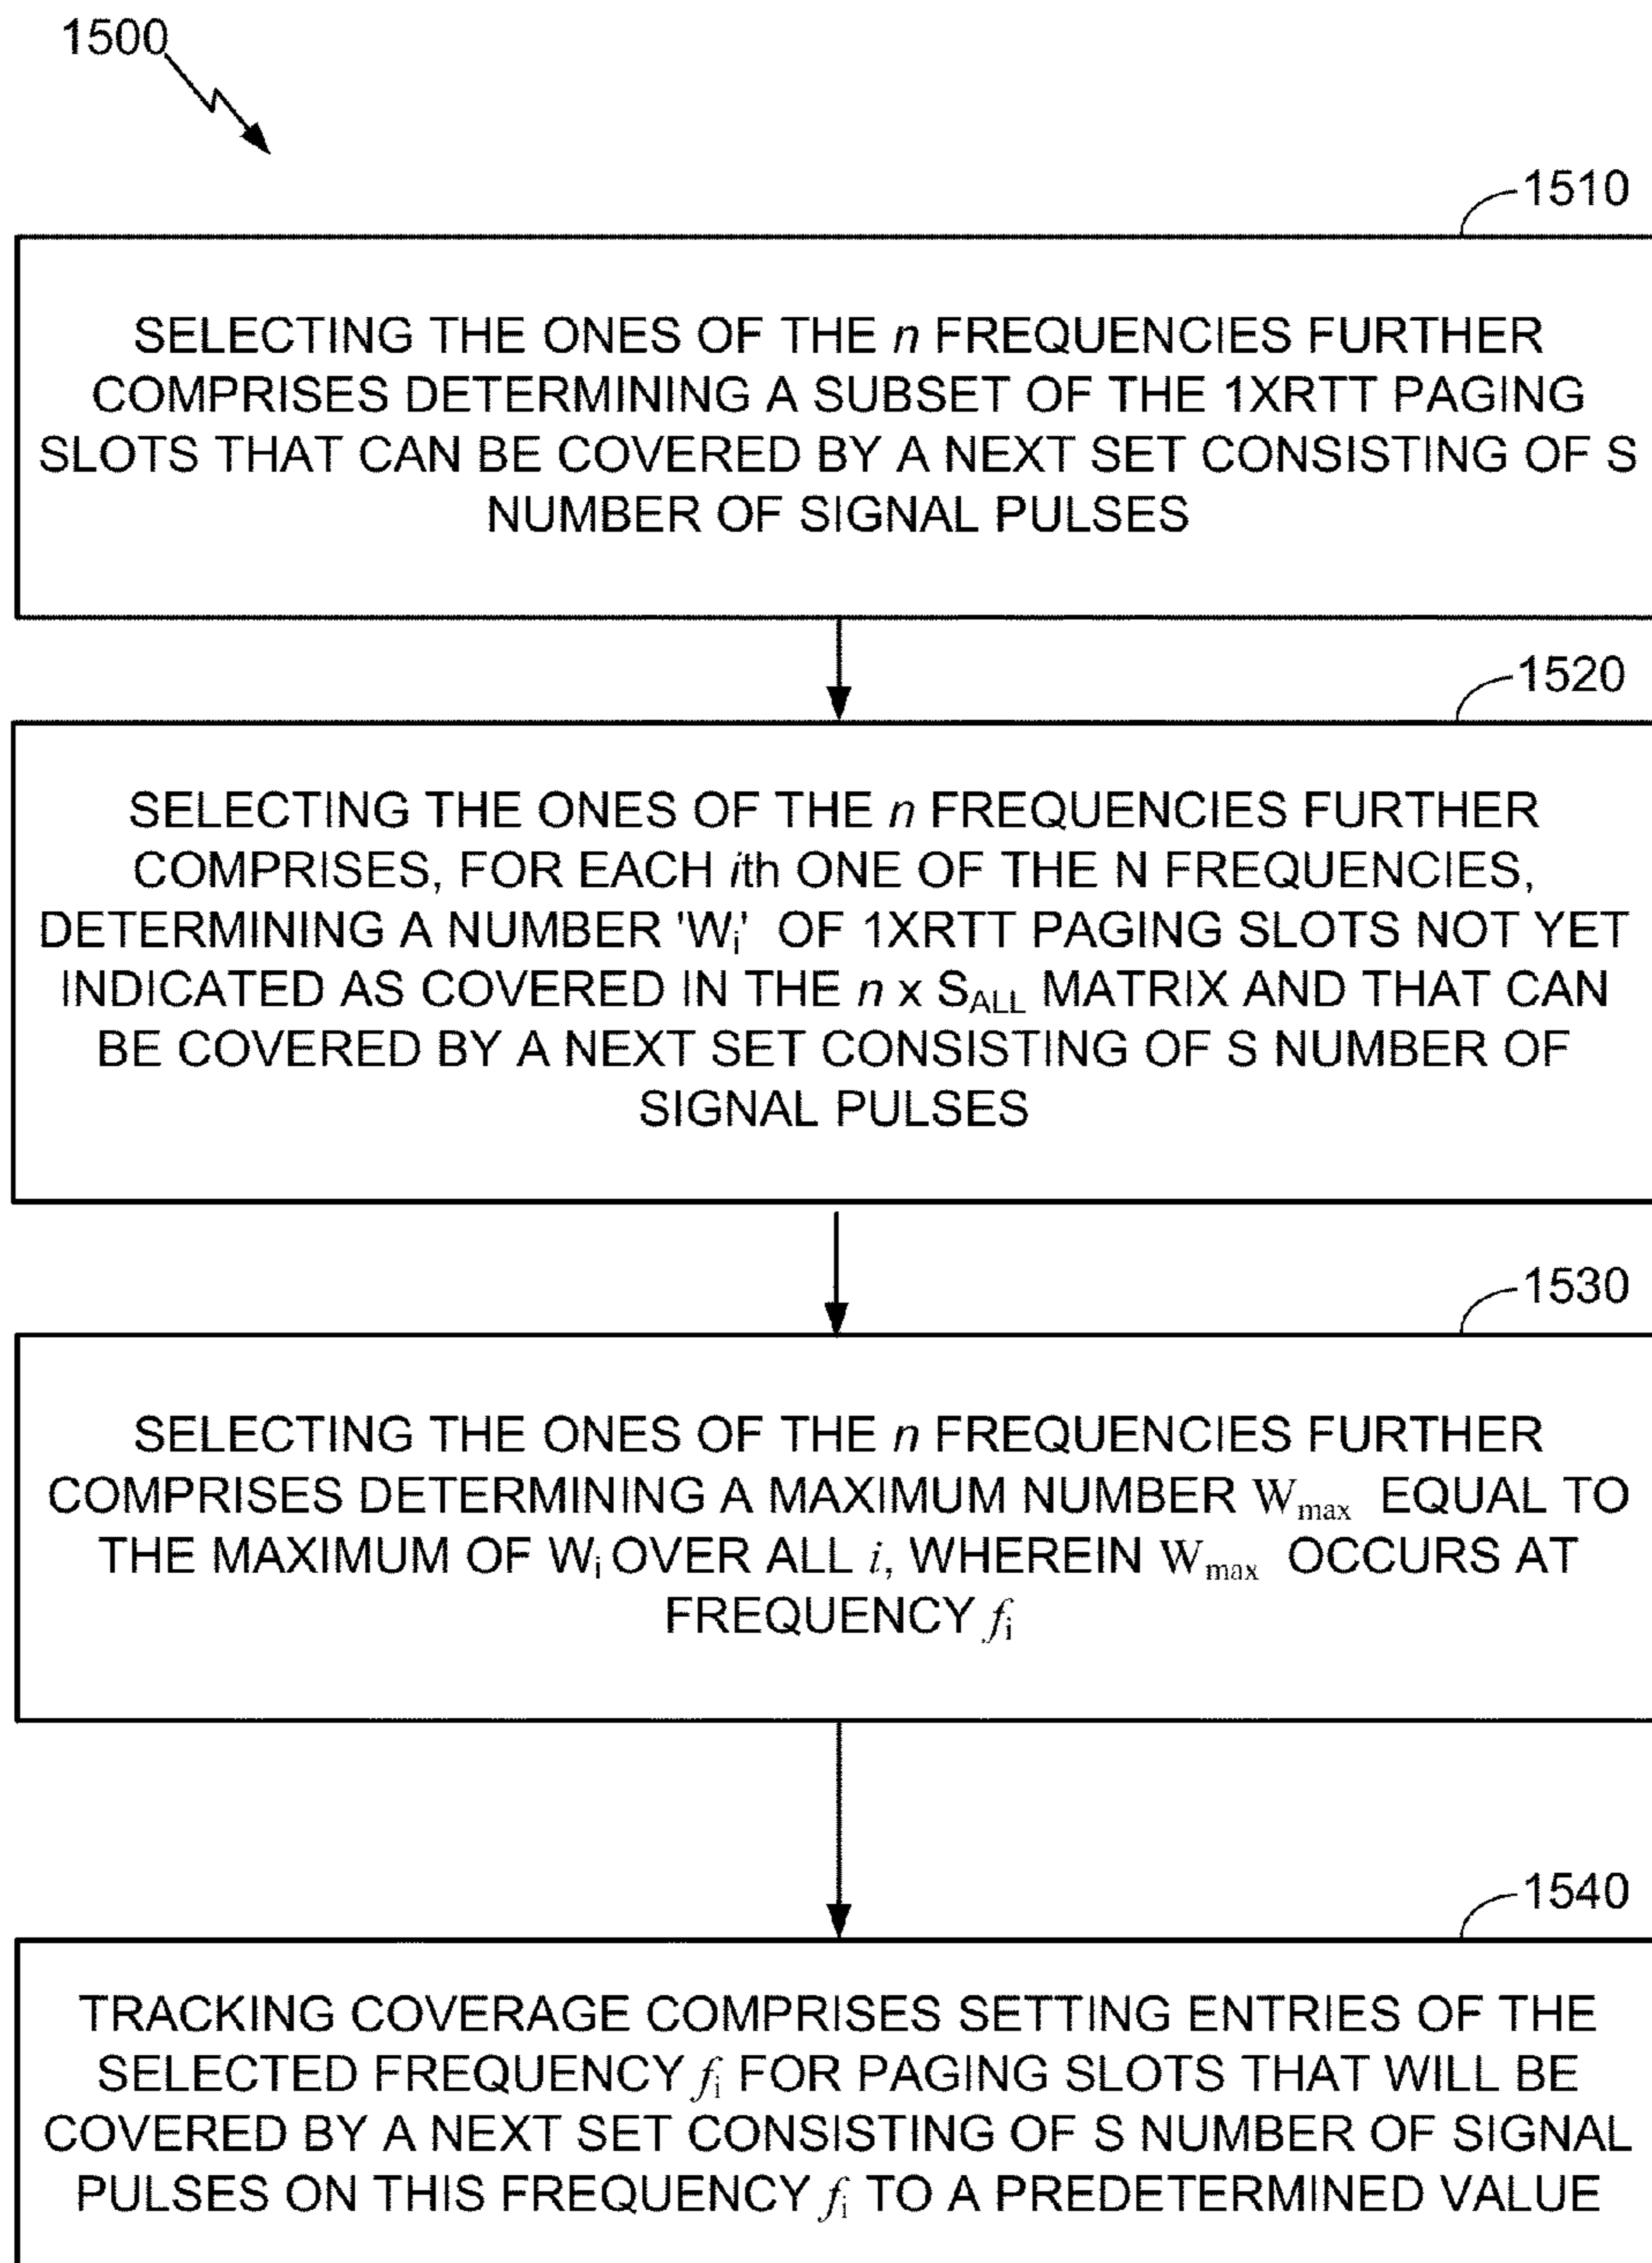 1500
1510
SELECTING THE ONES OF THE n FREQUENCIES FURTHER
COMPRISES DETERMINING A SUBSET OF THE 1XRTT PAGING
SLOTS THAT CAN BE COVERED BY A NEXT SET CONSISTING OF S
NUMBER OF SIGNAL PULSES
1520
SELECTING THE ONES OF THE n FREQUENCIES FURTHER
COMPRISES, FOR EACH ith ONE OF THE N FREQUENCIES,
DETERMINING A NUMBER 'Wi' OF 1XRTT PAGING SLOTS NOT YET
INDICATED AS COVERED IN THE n x SALL MATRIX AND THAT CAN
BE COVERED BY A NEXT SET CONSISTING OF S NUMBER OF
SIGNAL PULSES
1530
SELECTING THE ONES OF THE n FREQUENCIES FURTHER
COMPRISES DETERMINING A MAXIMUM NUMBER Wmax EQUAL TO
THE MAXIMUM OF Wi OVER ALL i, WHEREIN Wmax OCCURS AT
FREQUENCY fi
1540
TRACKING COVERAGE COMPRISES SETTING ENTRIES OF THE
SELECTED FREQUENCY fi FOR PAGING SLOTS THAT WILL BE
COVERED BY A NEXT SET CONSISTING OF S NUMBER OF SIGNAL
PULSES ON THIS FREQUENCY fi TO A PREDETERMINED VALUE